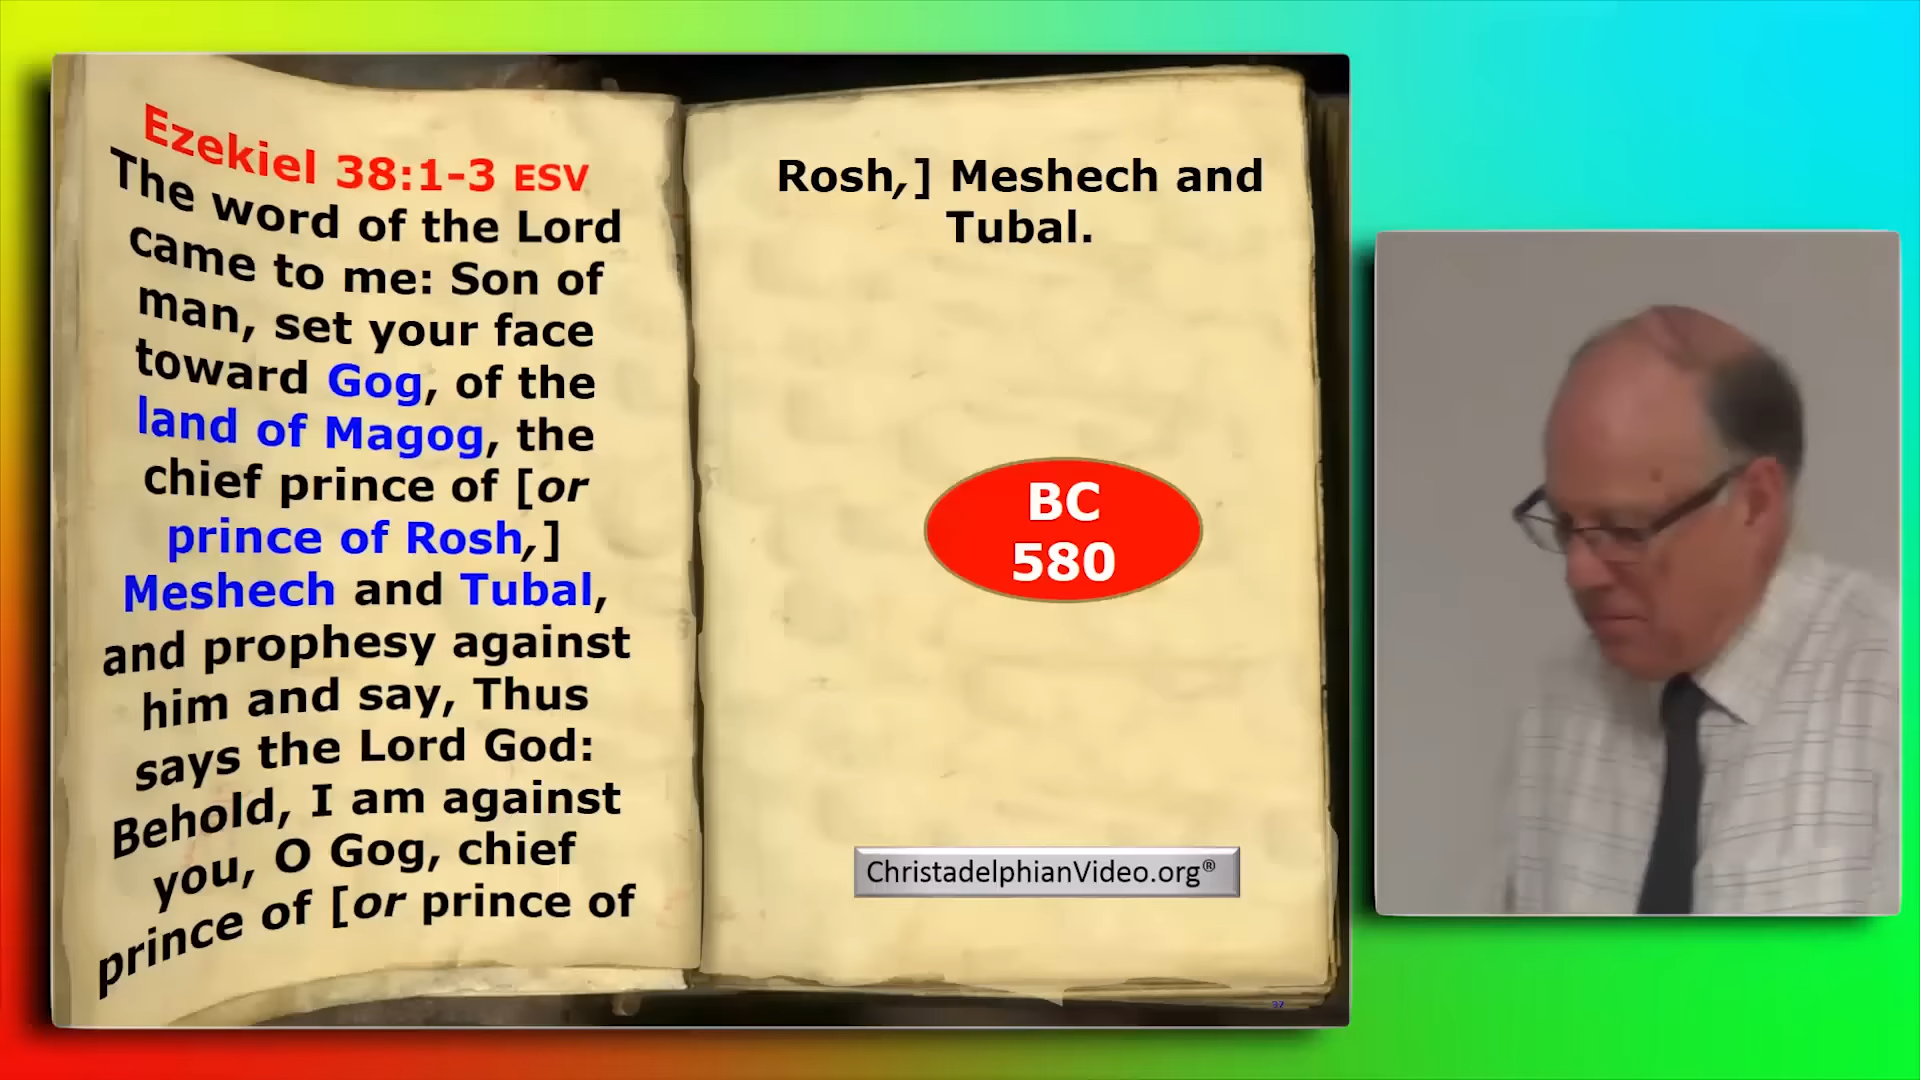 Ezekiel 38:1-3 ESV
The word of the Lord
came to me: Son of
man, set your face
toward Gog, of the
land of Magog, the
chief prince of [or
prince of Rosh,]
Meshech and Tubal,
and prophesy against
him and say, Thus
says the Lord God:
Behold, I am against
you, O Gog, chief
prince of [or prince of
Rosh,] Meshech and
Tubal.
BC
580
ChristadelphianVideo.org®
37